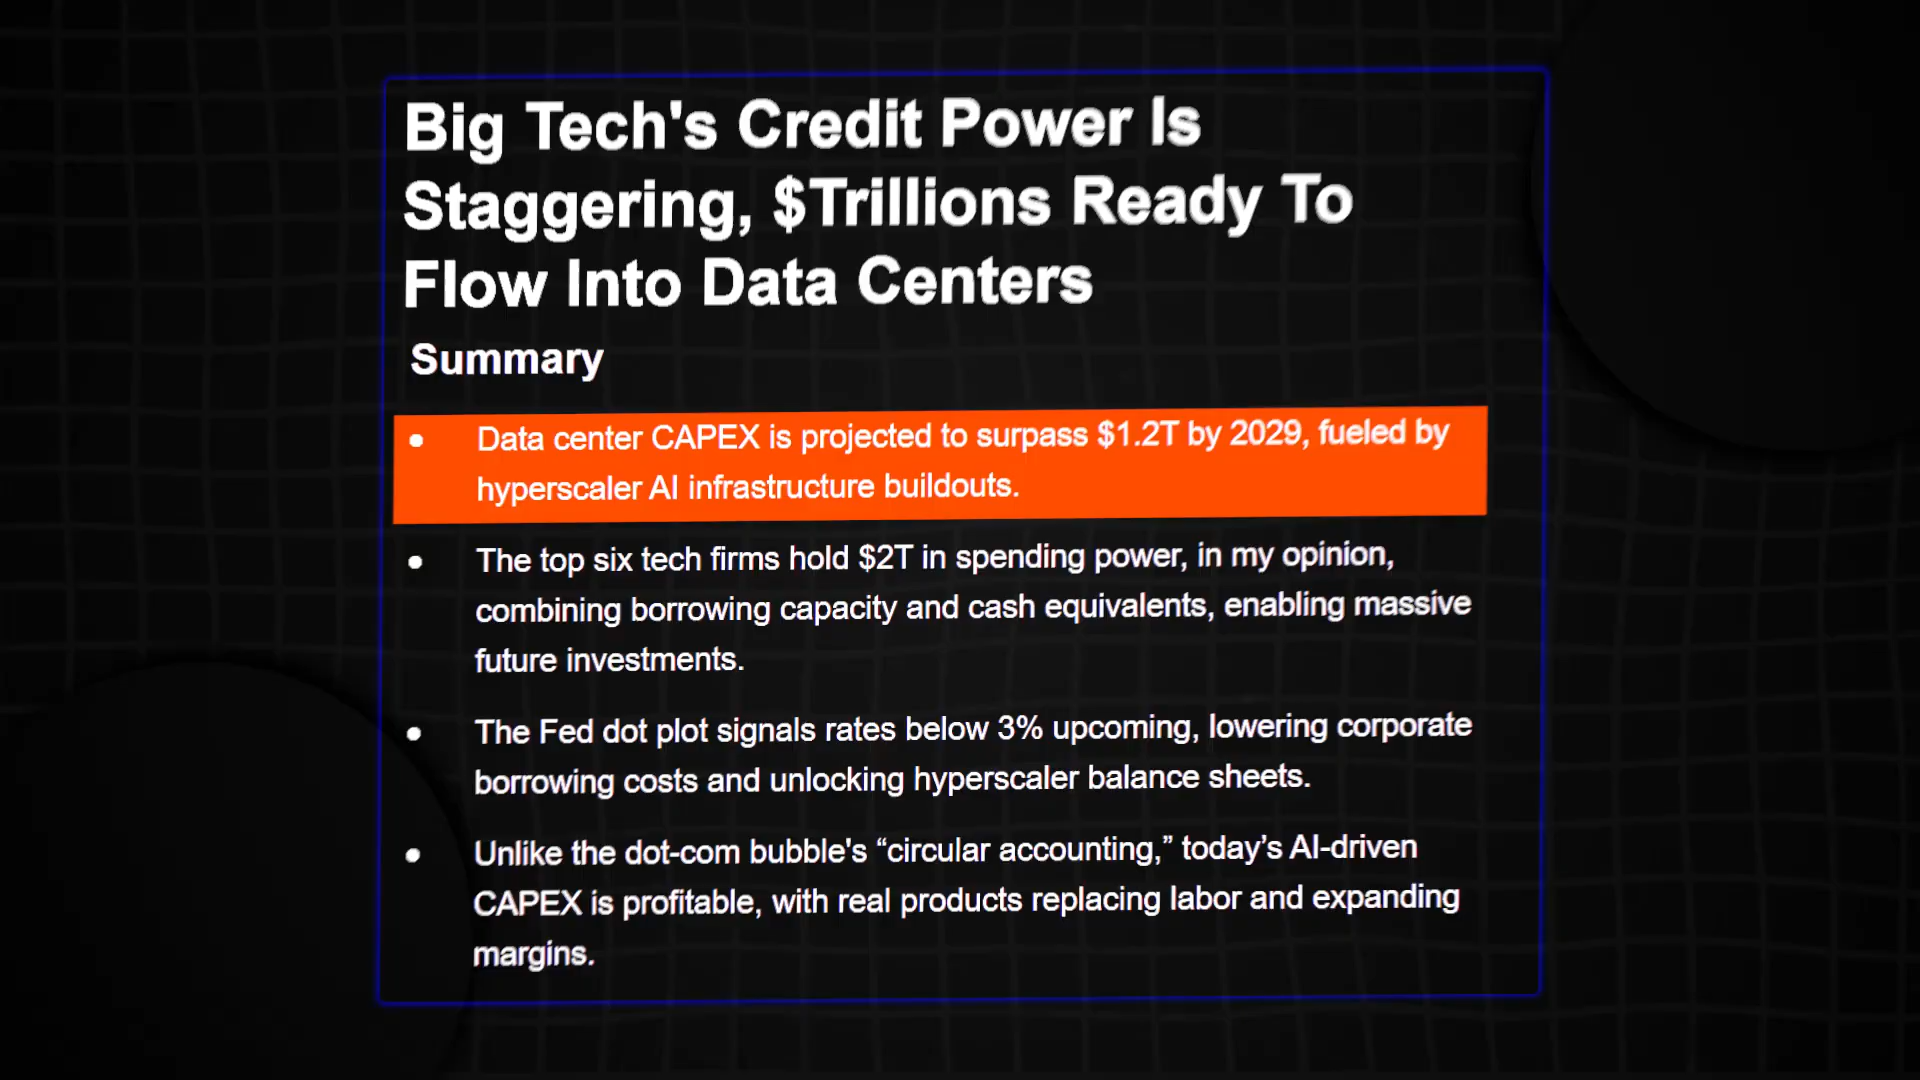 Big Tech's Credit Power Is
Staggering, $Trillions Ready To
Flow Into Data Centers
Summary
• Data center CAPEX is projected to surpass $1.2T by 2029, fueled by
hyperscaler AI infrastructure buildouts.
• The top six tech firms hold $2T in spending power, in my opinion,
combining borrowing capacity and cash equivalents, enabling massive
future investments.
• The Fed dot plot signals rates below 3% upcoming, lowering corporate
borrowing costs and unlocking hyperscaler balance sheets.
• Unlike the dot-com bubble's “circular accounting,” today’s AI-driven
CAPEX is profitable, with real products replacing labor and expanding
margins.